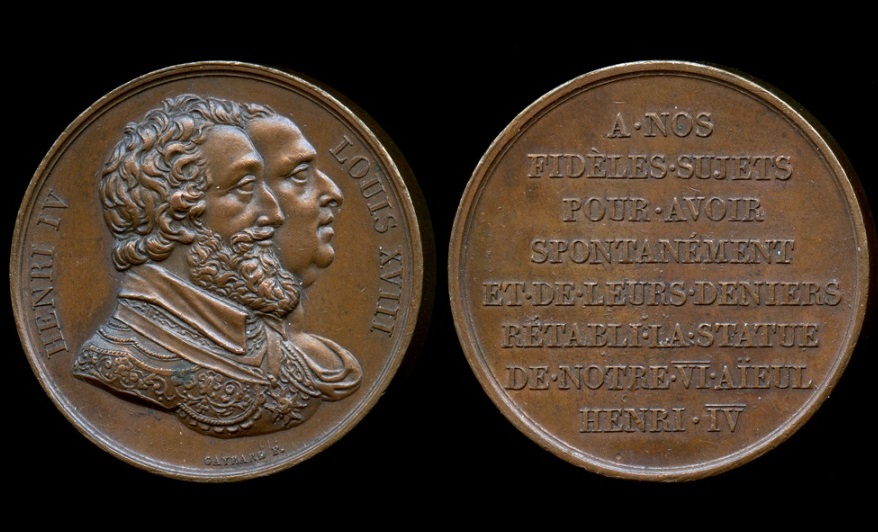 HENRI IV
LOUIS XVIII
GAYRARD F.
A·NOS
FIDÈLES·SUJETS
POUR·AVOIR
SPONTANÉMENT
ET·DE·LEURS·DENIERS
RÉTABLI·LA·STATUE
DE·NOTRE·VI·AÏEUL
HENRI·IV